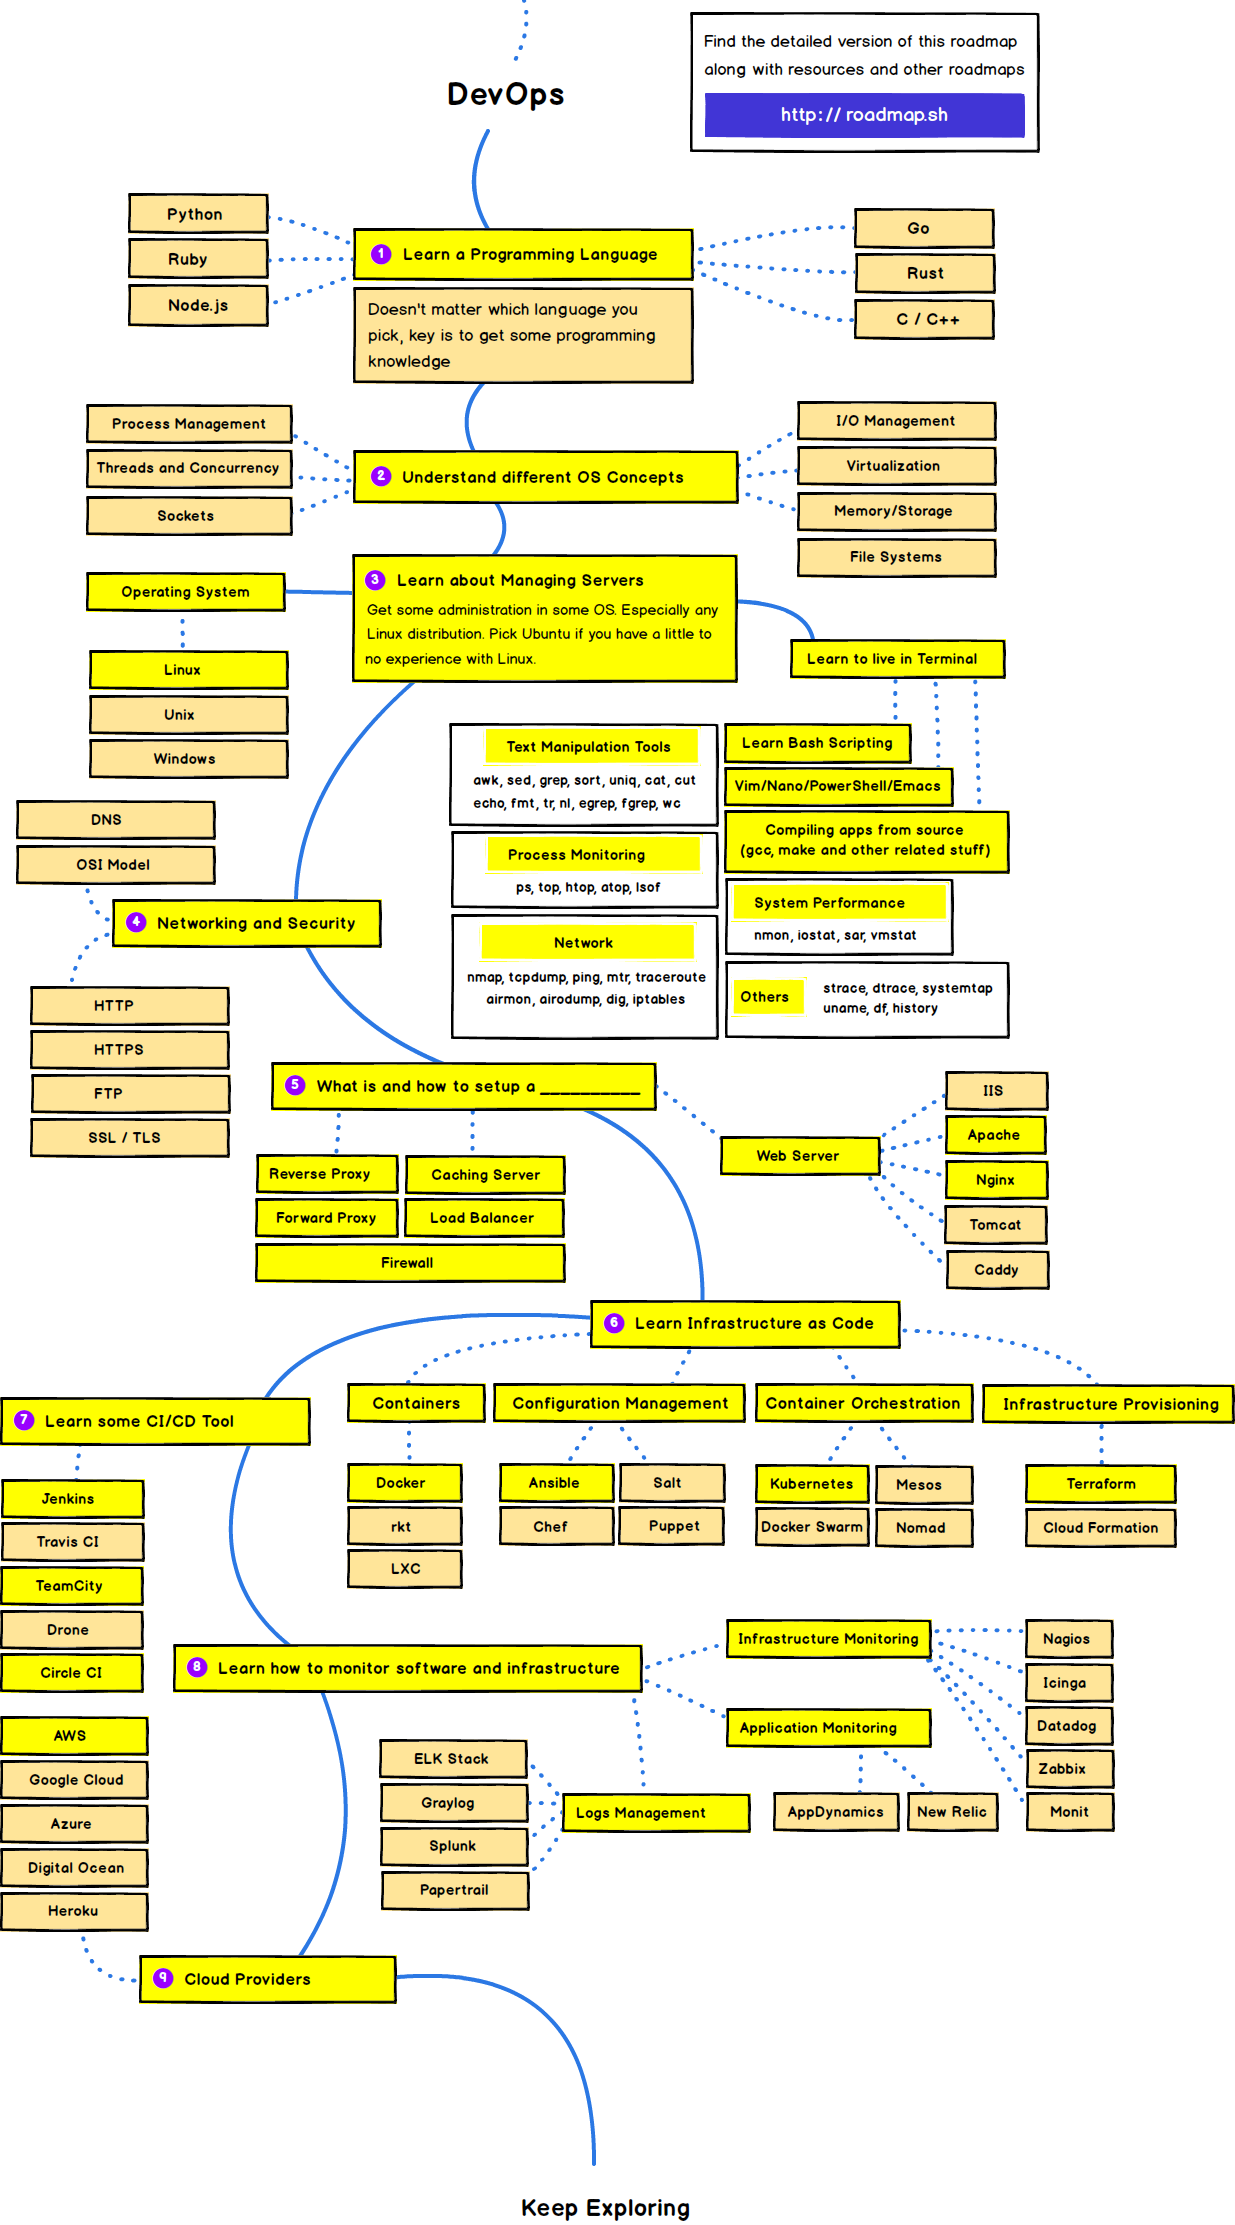 DevOps
Find the detailed version of this roadmap
along with resources and other roadmaps
http:// roadmap.sh
1 Learn a Programming Language
Doesn't matter which language you
pick, key is to get some programming
knowledge
Python
Ruby
Node.js
Go
Rust
C / C++
2 Understand different OS Concepts
Process Management
Threads and Concurrency
Sockets
I/O Management
Virtualization
Memory/Storage
File Systems
3 Learn about Managing Servers
Get some administration in some OS. Especially any
Linux distribution. Pick Ubuntu if you have a little to
no experience with Linux.
Operating System
Linux
Unix
Windows
Learn to live in Terminal
Text Manipulation Tools
awk, sed, grep, sort, uniq, cat, cut
echo, fmt, tr, nl, egrep, fgrep, wc
Process Monitoring
ps, top, htop, atop, lsof
Network
nmap, tcpdump, ping, mtr, traceroute
airmon, airodump, dig, iptables
Learn Bash Scripting
Vim/Nano/PowerShell/Emacs
Compiling apps from source
(gcc, make and other related stuff)
System Performance
nmon, iostat, sar, vmstat
Others
strace, dtrace, systemtap
uname, df, history
DNS
OSI Model
4 Networking and Security
HTTP
HTTPS
FTP
SSL / TLS
5 What is and how to setup a __________
Reverse Proxy
Caching Server
Forward Proxy
Load Balancer
Firewall
Web Server
IIS
Apache
Nginx
Tomcat
Caddy
6 Learn Infrastructure as Code
Containers
Docker
rkt
LXC
Configuration Management
Ansible
Salt
Chef
Puppet
Container Orchestration
Kubernetes
Mesos
Docker Swarm
Nomad
Infrastructure Provisioning
Terraform
Cloud Formation
7 Learn some CI/CD Tool
Jenkins
Travis CI
TeamCity
Drone
Circle CI
8 Learn how to monitor software and infrastructure
Infrastructure Monitoring
Nagios
Icinga
Datadog
Zabbix
Monit
Application Monitoring
AppDynamics
New Relic
Logs Management
ELK Stack
Graylog
Splunk
Papertrail
AWS
Google Cloud
Azure
Digital Ocean
Heroku
9 Cloud Providers
Keep Exploring